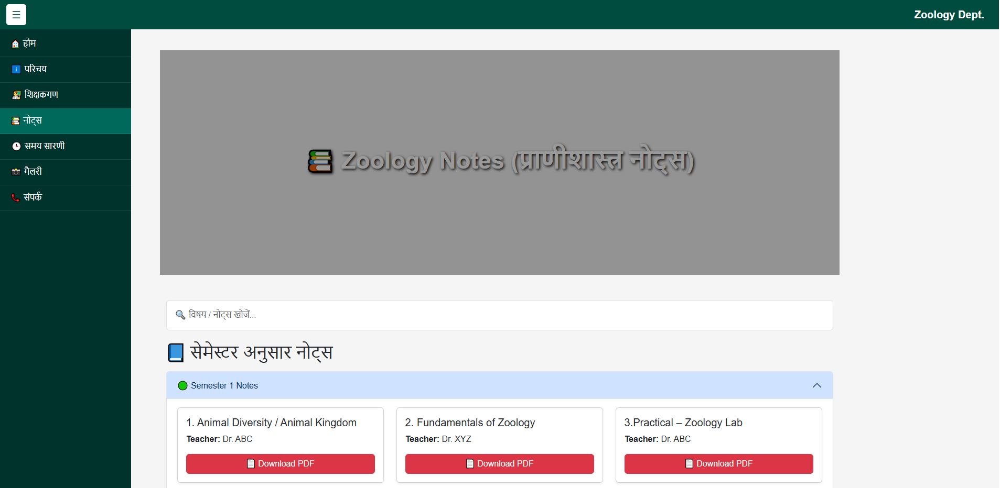 ☰
Zoology Dept.
🏠 होम
ℹ️ परिचय
👨‍🏫 शिक्षकगण
📚 नोट्स
🕒 समय सारणी
📸 गैलरी
📞 संपर्क
📚 Zoology Notes (प्राणीशास्त्र नोट्स)
🔍 विषय / नोट्स खोजें...
📘 सेमेस्टर अनुसार नोट्स
🟢 Semester 1 Notes
1. Animal Diversity / Animal Kingdom
Teacher: Dr. ABC
📄 Download PDF
2. Fundamentals of Zoology
Teacher: Dr. XYZ
📄 Download PDF
3.Practical – Zoology Lab
Teacher: Dr. ABC
📄 Download PDF